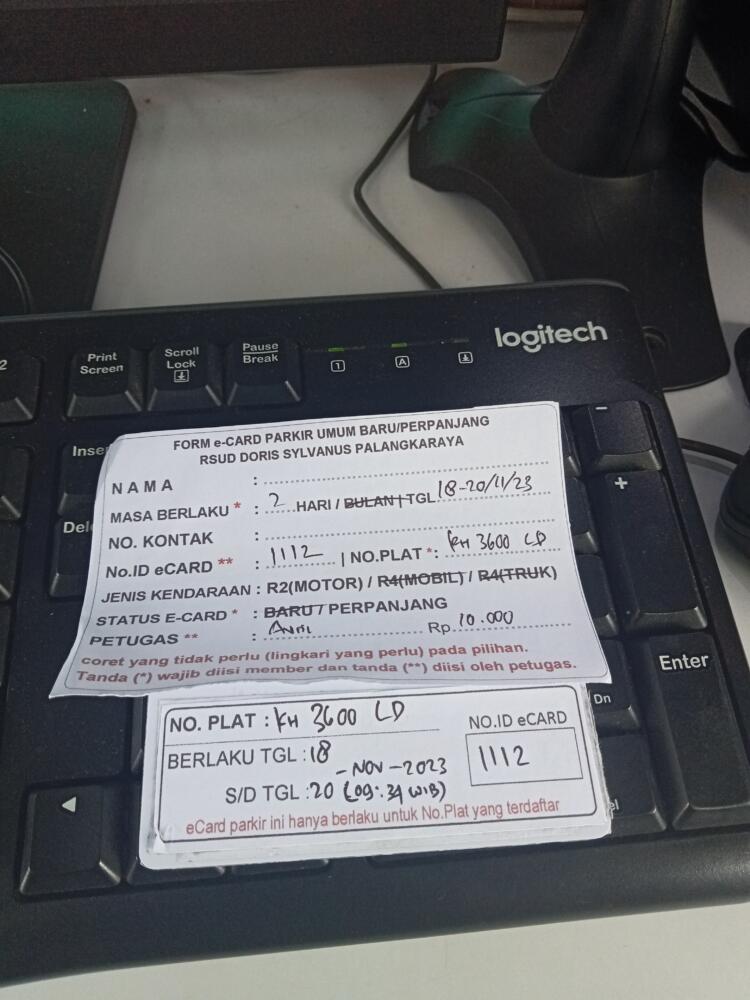 logitech
Print Screen
Scroll Lock
Pause Break
1
A
FORM e-CARD PARKIR UMUM BARU/PERPANJANG
RSUD DORIS SYLVANUS PALANGKARAYA
NAMA :
MASA BERLAKU * : 2 HARI / BULAN | TGL 18-20/11/23
NO. KONTAK :
No.ID eCARD ** : 1112 | NO.PLAT *: KH 3600 LD
JENIS KENDARAAN : R2(MOTOR) / R4(MOBIL) / R4(TRUK)
STATUS E-CARD * : BARU / PERPANJANG
PETUGAS ** : Rp. 10.000
coret yang tidak perlu (lingkari yang perlu) pada pilihan.
Tanda (*) wajib diisi member dan tanda (**) diisi oleh petugas.
NO. PLAT : KH 3600 LD
NO.ID eCARD
1112
BERLAKU TGL : 18
- NOV - 2023
S/D TGL : 20 (09:34 WIB)
eCard parkir ini hanya berlaku untuk No.Plat yang terdaftar
-
+
Enter
Dn